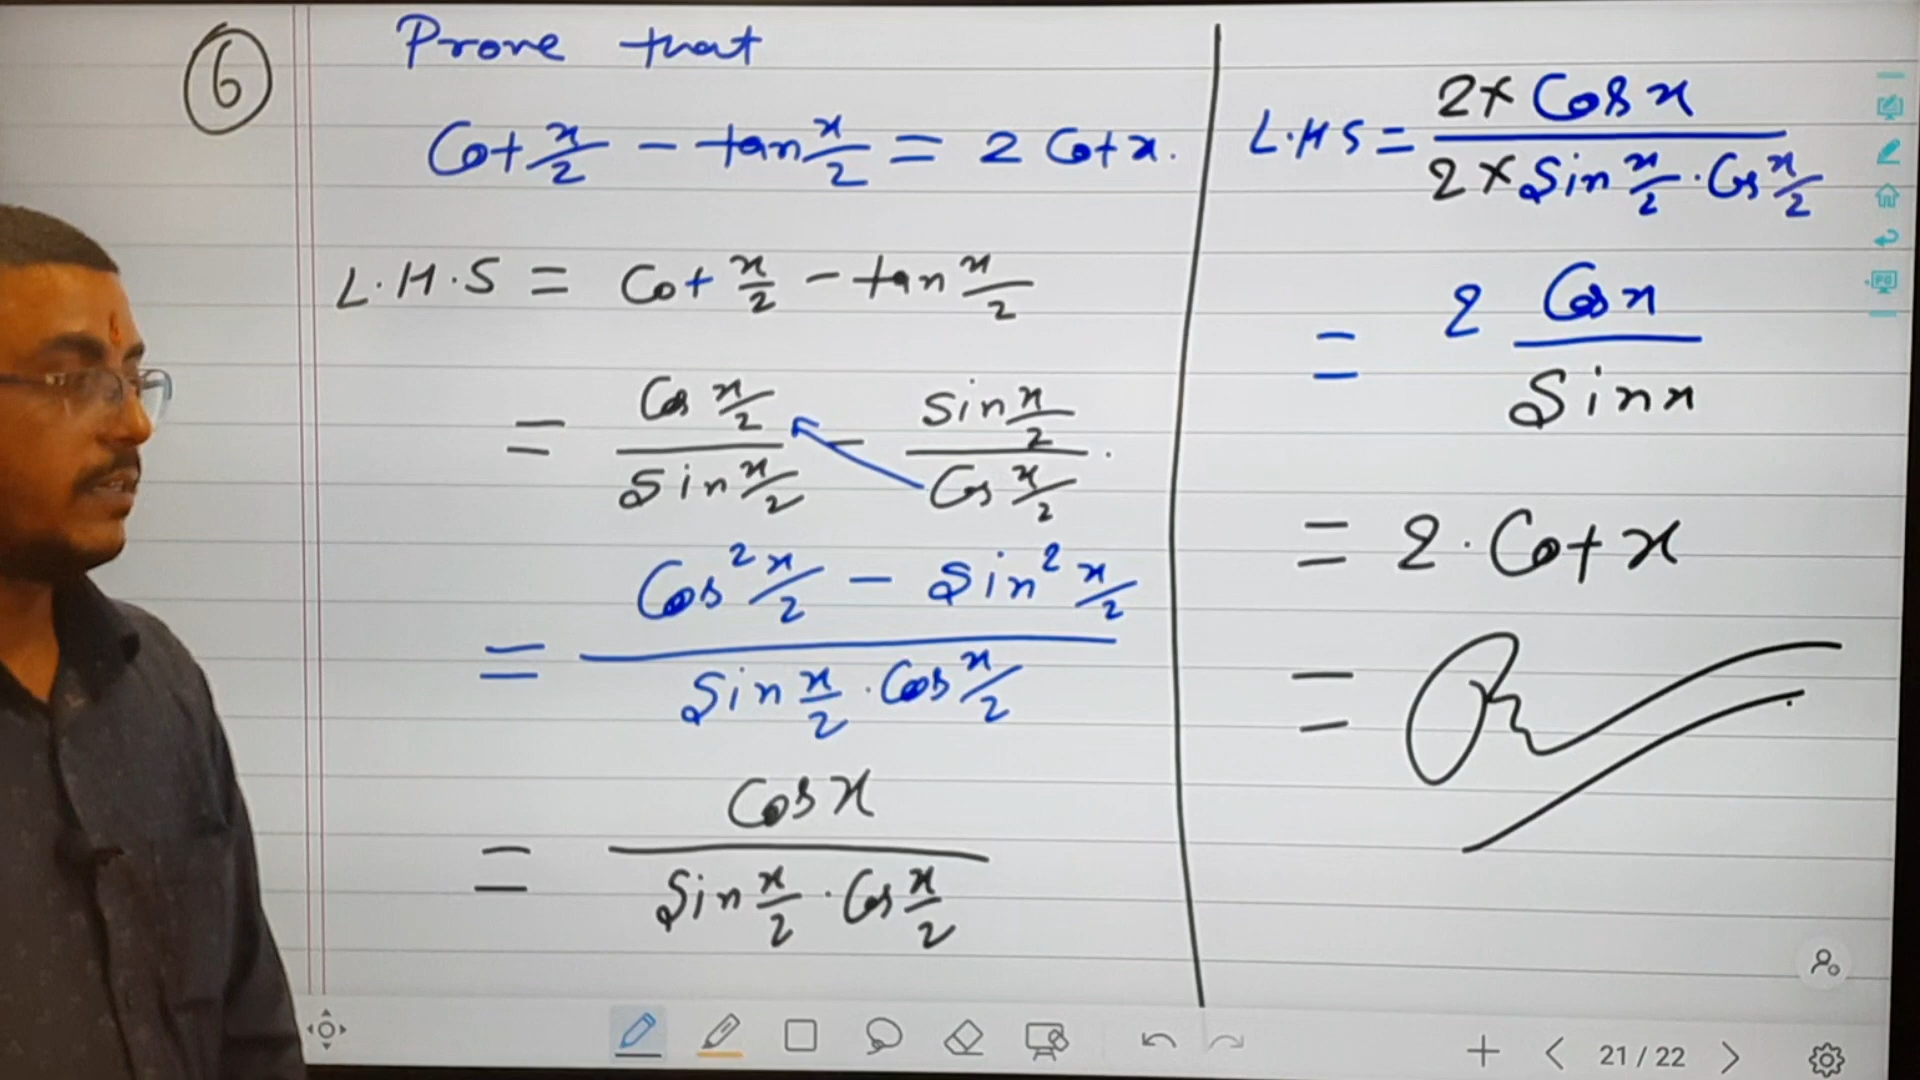 6
Prove that
Cot x/2 - tan x/2 = 2 Cot x.
L.H.S = Cot x/2 - tan x/2
= Cos x/2 / Sin x/2 - Sin x/2 / Cos x/2 .
= Cos² x/2 - Sin² x/2 / Sin x/2 . Cos x/2
= Cos x / Sin x/2 . Cos x/2
L.H.S = 2 × Cos x / 2 × Sin x/2 . Cos x/2
= 2 Cos x / Sin x
= 2 . Cot x
=
21 / 22